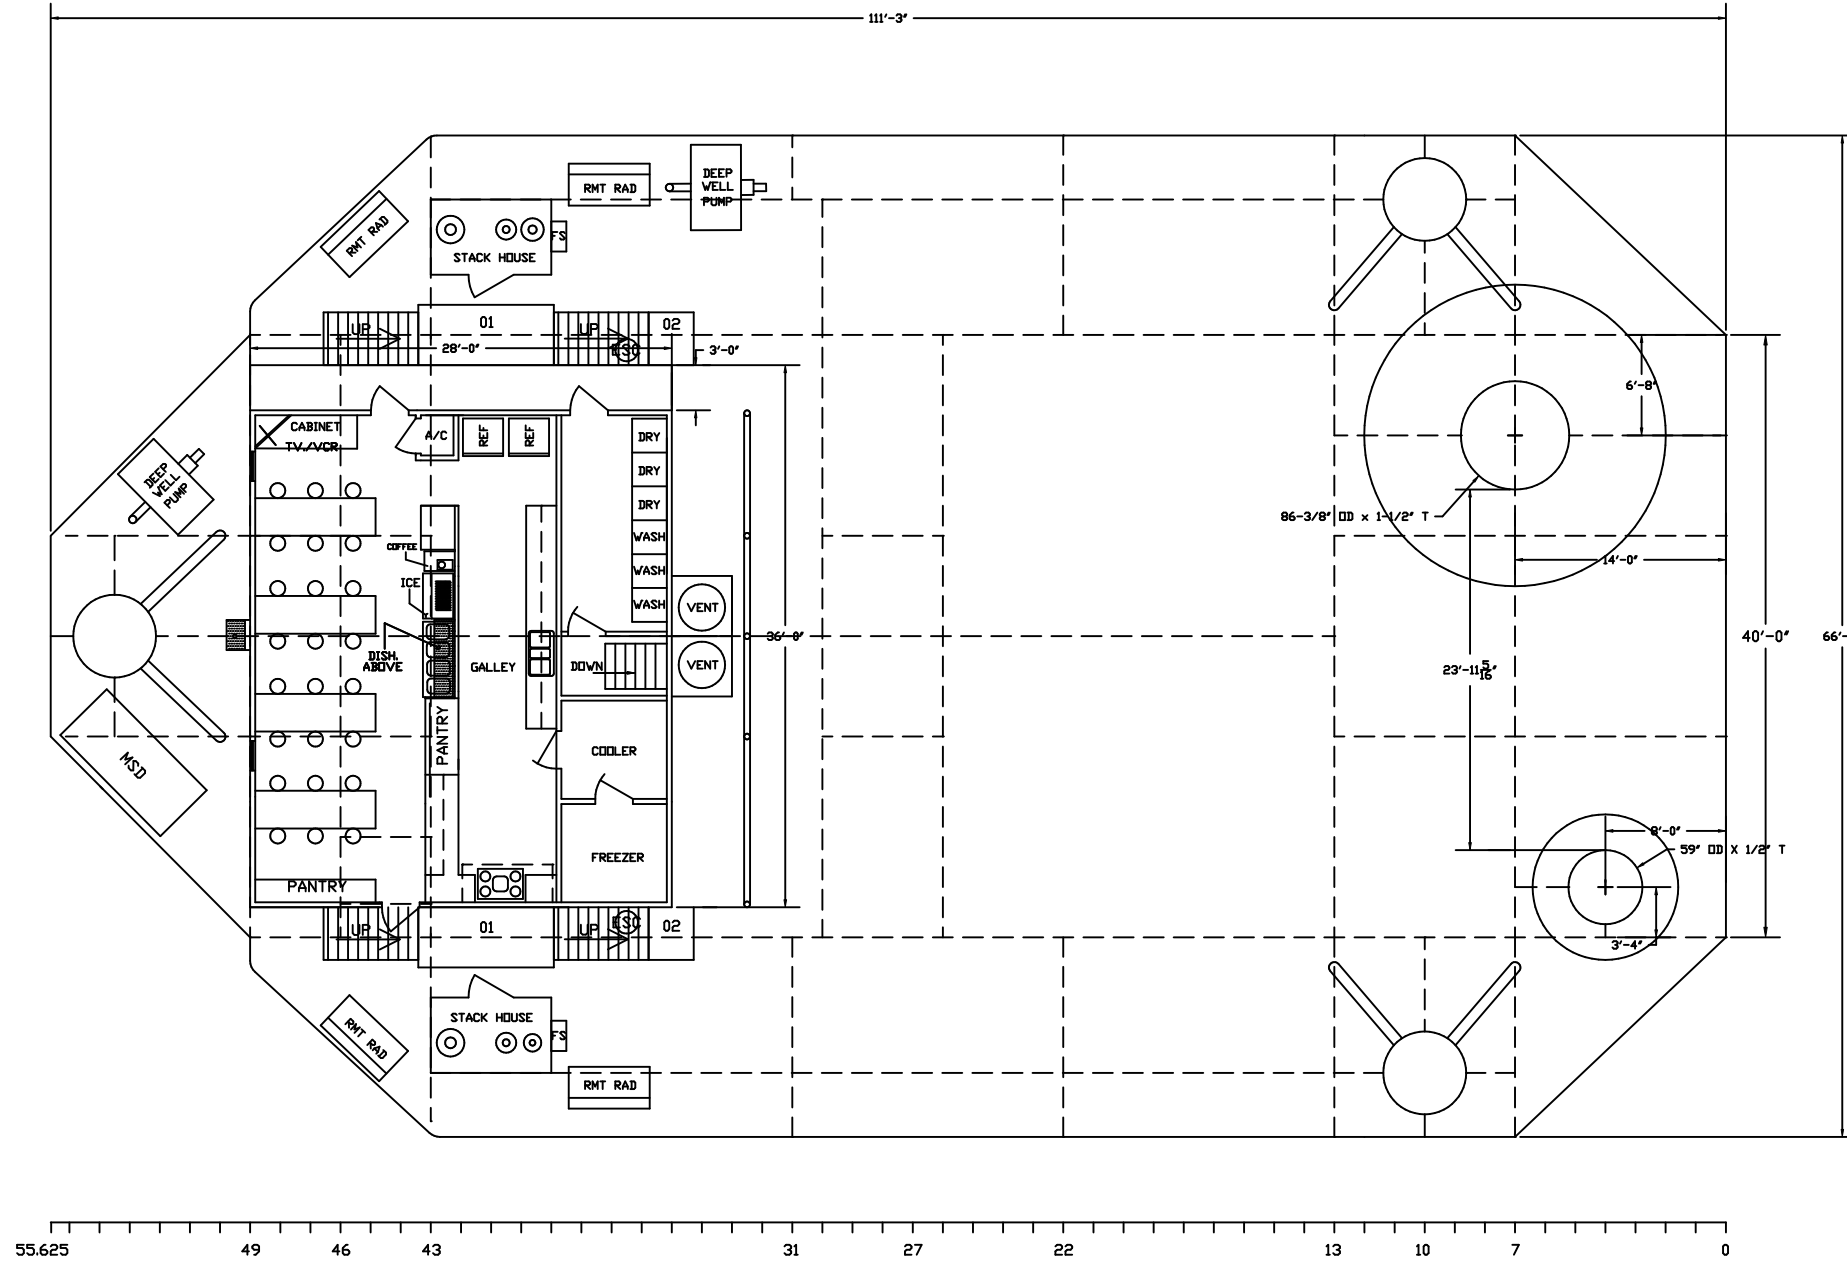 111'-3"
DEEP
WELL
PUMP
RMT RAD
RMT RAD
FS
STACK HOUSE
01
02
UP
UP
ESC
28'-0"
3'-0"
6'-8"
CABINET
TV./VCR
A/C
REF
REF
DRY
DRY
DRY
WASH
WASH
WASH
DEEP
WELL
PUMP
86-3/8" OD x 1-1/2" T
COFFEE
14'-0"
ICE
VENT
VENT
36'-0"
40'-0"
66'-
DISH.
ABOVE
GALLEY
DOWN
23'-11 5/16"
PANTRY
COOLER
MSD
8'-0"
59" OD X 1/2" T
FREEZER
PANTRY
01
02
UP
UP
ESC
3'-4"
STACK HOUSE
FS
RMT RAD
RMT RAD
55.625 49 46 43 31 27 22 13 10 7 0